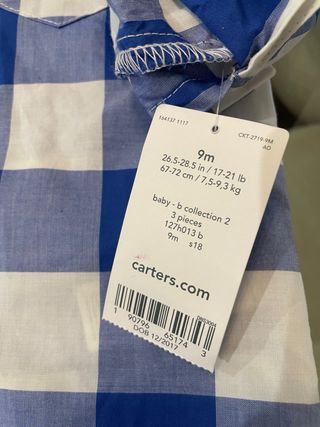 164137 1117
CKT-2719-9M
AO
9m
26.5-28.5 in / 17-21 lb
67-72 cm / 7,5-9,3 kg
baby - b collection 2
3 pieces
127h013 b
9m s18
carters.com
1 90796 65174 3
DOB 12/2017